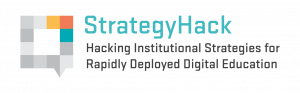 StrategyHack
Hacking Institutional Strategies for
Rapidly Deployed Digital Education